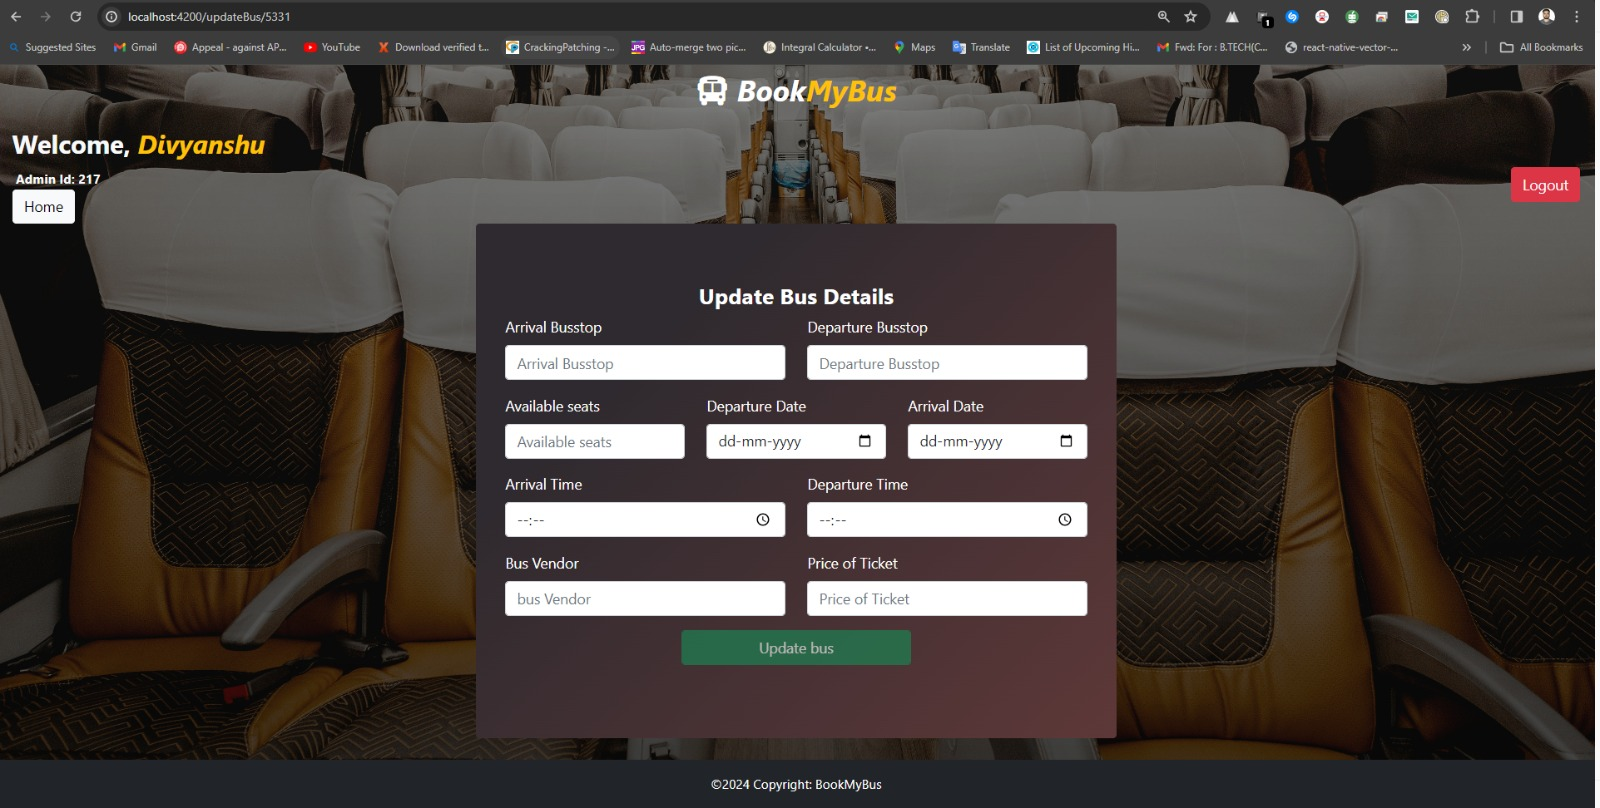 localhost:4200/updateBus/5331
1
Suggested Sites Gmail Appeal - against AP... YouTube Download verified t... CrackingPatching -... JPG Auto-merge two pic... Integral Calculator •... Maps Translate List of Upcoming Hi... Fwd: For : B.TECH(C... react-native-vector-... » All Bookmarks
BookMyBus
Welcome, Divyanshu
Admin Id: 217
Home
Logout
Update Bus Details
Arrival Busstop Departure Busstop
Arrival Busstop Departure Busstop
Available seats Departure Date Arrival Date
Available seats dd-mm-yyyy dd-mm-yyyy
Arrival Time Departure Time
--:-- --:--
Bus Vendor Price of Ticket
bus Vendor Price of Ticket
Update bus
©2024 Copyright: BookMyBus